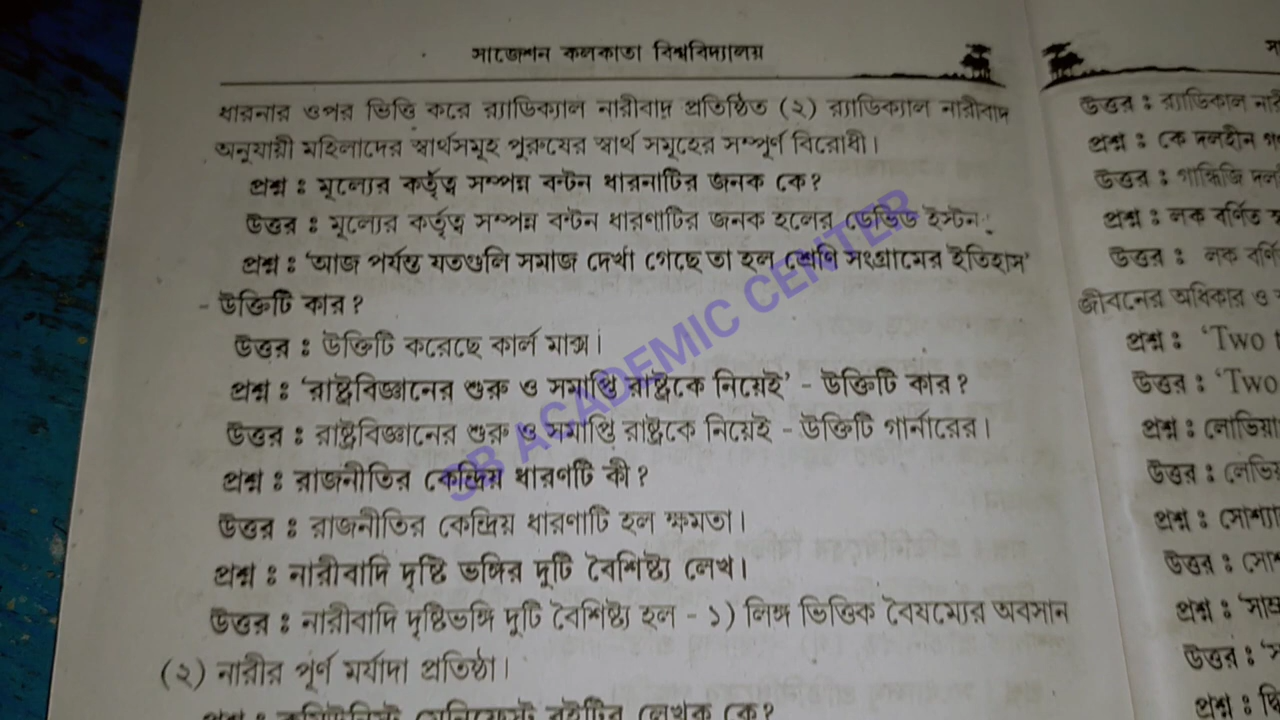 সাজেশন কলকাতা বিশ্ববিদ্যালয়
ধারনার ওপর ভিত্তি করে র‍্যাডিক্যাল নারীবাদ প্রতিষ্ঠিত (২) র‍্যাডিক্যাল নারীবাদ
অনুযায়ী মহিলাদের স্বার্থসমূহ পুরুষের স্বার্থ সমূহের সম্পূর্ণ বিরোধী।
প্রশ্ন : মূল্যের কর্তৃত্ব সম্পন্ন বন্টন ধারনাটির জনক কে?
উত্তর : মূল্যের কর্তৃত্ব সম্পন্ন বন্টন ধারণাটির জনক হলের ডেভিড ইস্টন।
প্রশ্ন : 'আজ পর্যন্ত যতগুলি সমাজ দেখা গেছে তা হল শ্রেণি সংগ্রামের ইতিহাস'
- উক্তিটি কার?
উত্তর : উক্তিটি করেছে কার্ল মাক্স।
প্রশ্ন : 'রাষ্ট্রবিজ্ঞানের শুরু ও সমাপ্তি রাষ্ট্রকে নিয়েই' - উক্তিটি কার?
উত্তর : রাষ্ট্রবিজ্ঞানের শুরু ও সমাপ্তি রাষ্ট্রকে নিয়েই - উক্তিটি গার্নারের।
প্রশ্ন : রাজনীতির কেন্দ্রিয় ধারণটি কী?
উত্তর : রাজনীতির কেন্দ্রিয় ধারণাটি হল ক্ষমতা।
প্রশ্ন : নারীবাদি দৃষ্টি ভঙ্গির দুটি বৈশিষ্ট্য লেখ।
উত্তর : নারীবাদি দৃষ্টিভঙ্গি দুটি বৈশিষ্ট্য হল - ১) লিঙ্গ ভিত্তিক বৈষম্যের অবসান
(২) নারীর পূর্ণ মর্যাদা প্রতিষ্ঠা।
প্রশ্ন : কমিউনিস্ট মেনিফেস্ট বইটির লেখক কে?
SB ACADEMIC CENTER
উত্তর : র‍্যাডিকাল
প্রশ্ন : কে দলহীন
উত্তর : গান্ধিজি
প্রশ্ন : লক বর্ণিত
উত্তর : লক
জীবনের অধিকার ও
প্রশ্ন : 'Two
উত্তর : 'Two
প্রশ্ন :
উত্তর :
প্রশ্ন :
উত্তর :
প্রশ্ন :
উত্তর :
প্রশ্ন :